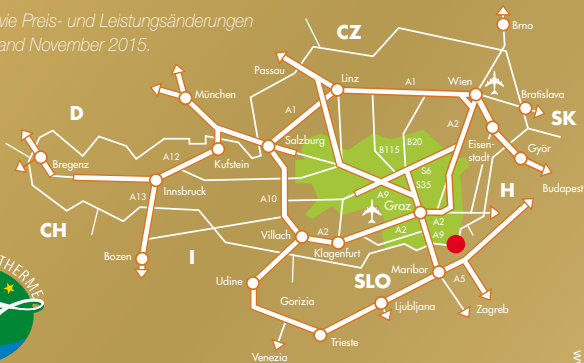 wie Preis- und Leistungsänderungen
and November 2015.
Brno
CZ
Passau
Linz
A1
Wien
München
Bratislava
D
A1
A2
SK
B20
Salzburg
B115
Eisen-
stadt
Györ
A12
Kufstein
Bregenz
S6
S35
Budapest
Innsbruck
A9
H
A13
A10
Graz
CH
A2
Villach
A2
A2
A9
I
Klagenfurt
Bozen
Maribor
THERME
SLO
A5
Udine
Gorizia
Ljubljana
Zagreb
Trieste
Venezia